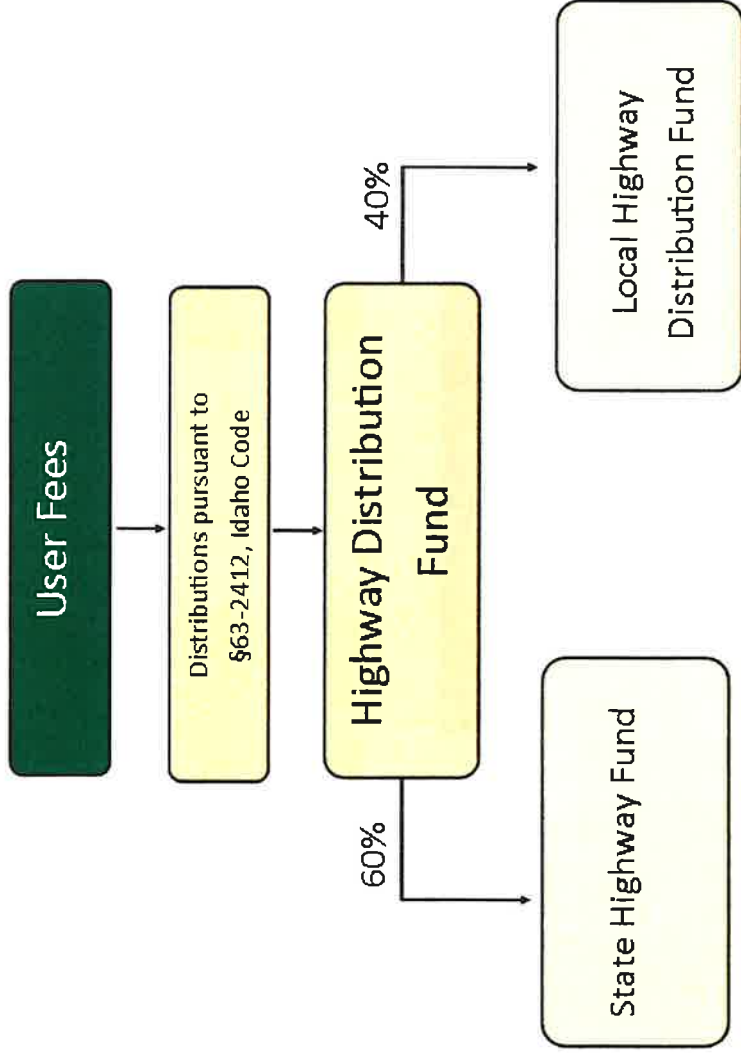 User Fees
Distributions pursuant to
§63-2412, Idaho Code
Highway Distribution
Fund
60%
40%
State Highway Fund
Local Highway
Distribution Fund